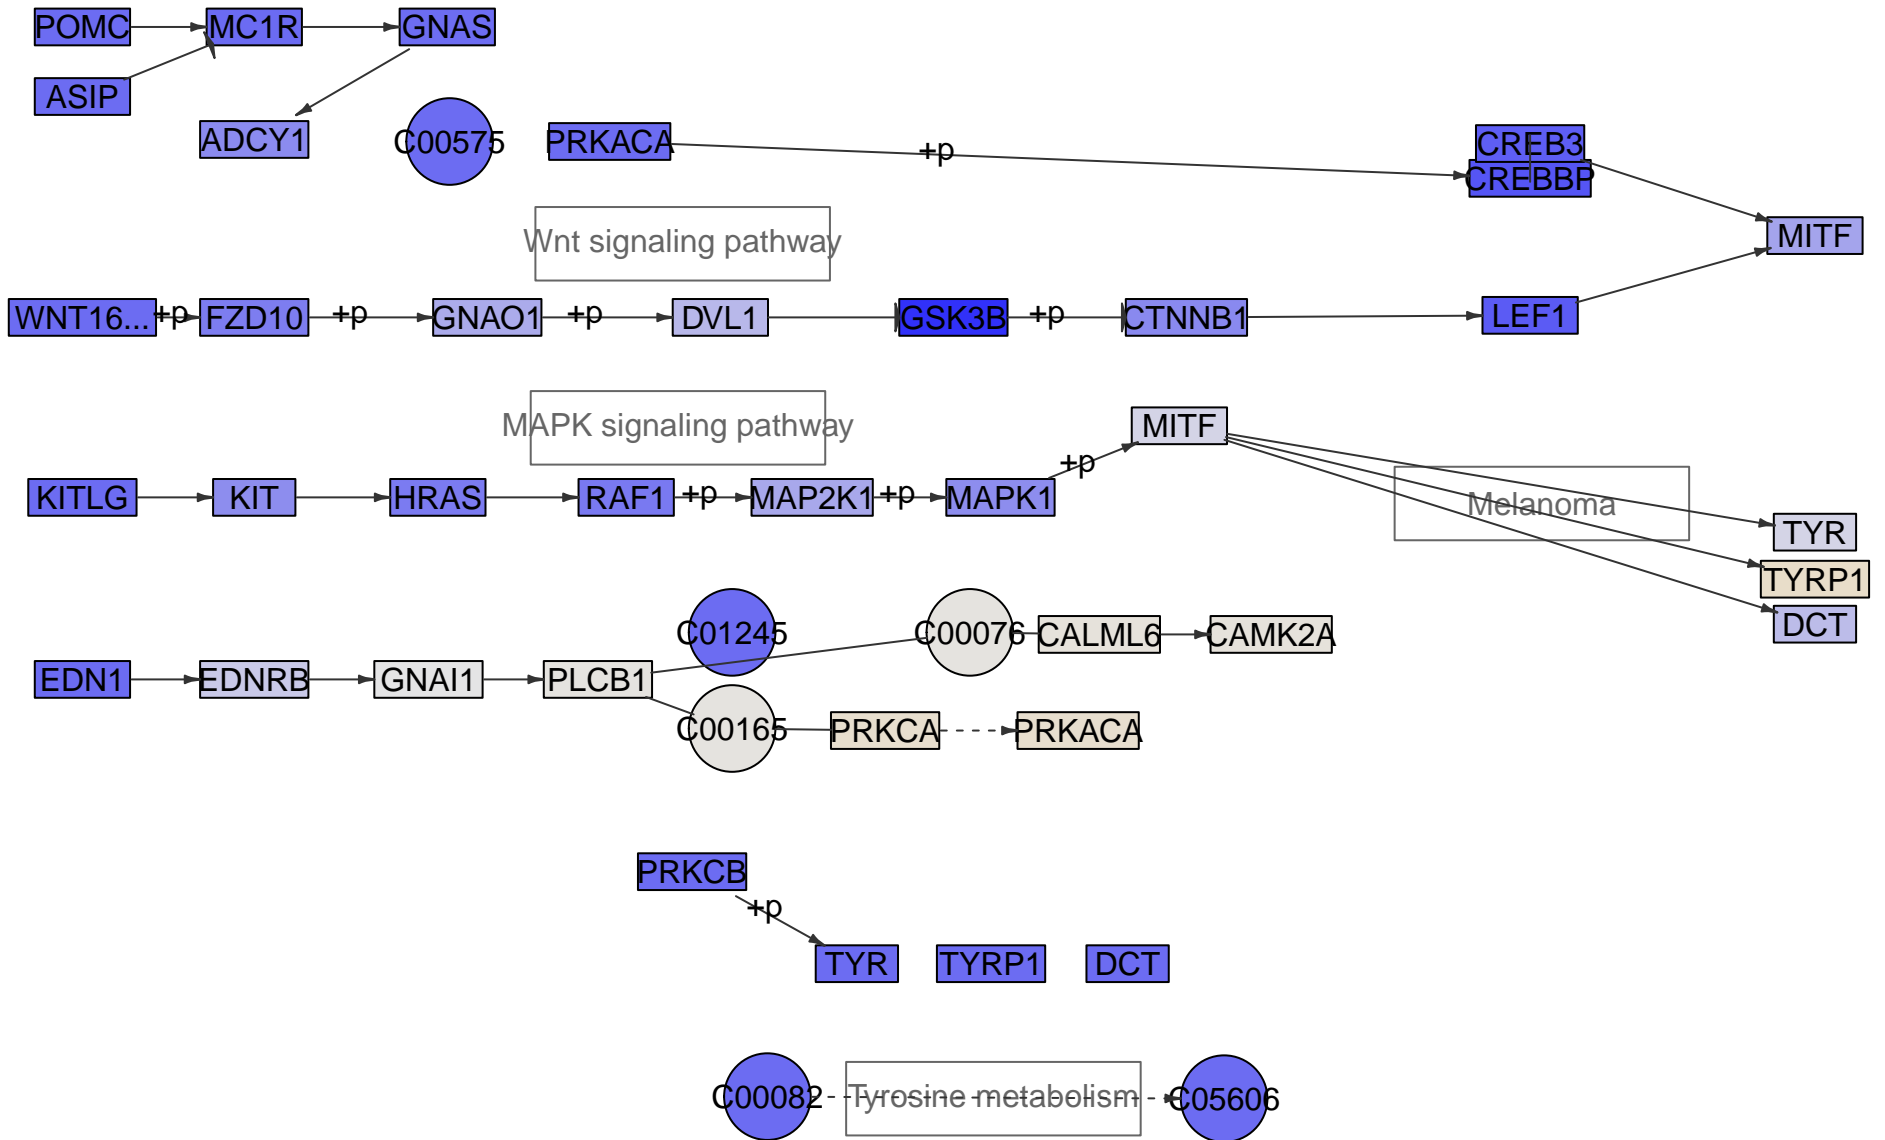 POMC
MC1R
GNAS
ASIP
ADCY1
C00575
PRKACA
+p
CREB3
CREBBP
Wnt signaling pathway
MITF
WNT16...
+p
FZD10
+p
GNAO1
+p
DVL1
GSK3B
+p
CTNNB1
LEF1
MAPK signaling pathway
MITF
+p
KITLG
KIT
HRAS
RAF1
+p
MAP2K1
+p
MAPK1
Melanoma
TYR
TYRP1
DCT
C01245
C00076
CALML6
CAMK2A
EDN1
EDNRB
GNAI1
PLCB1
C00165
PRKCA
PRKACA
PRKCB
+p
TYR
TYRP1
DCT
C00082
Tyrosine metabolism
C05606